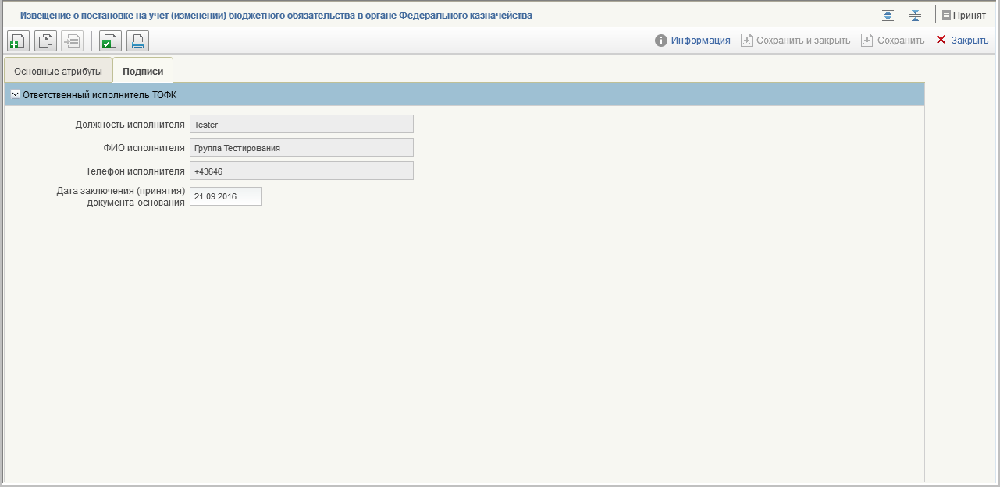 Извещение о постановке на учет (изменении) бюджетного обязательства в органе Федерального казначейства
Принят
Информация
Сохранить и закрыть
Сохранить
Закрыть
Основные атрибуты
Подписи
Ответственный исполнитель ТОФК
Должность исполнителя
Tester
ФИО исполнителя
Группа Тестирования
Телефон исполнителя
+43646
Дата заключения (принятия)
документа-основания
21.09.2016